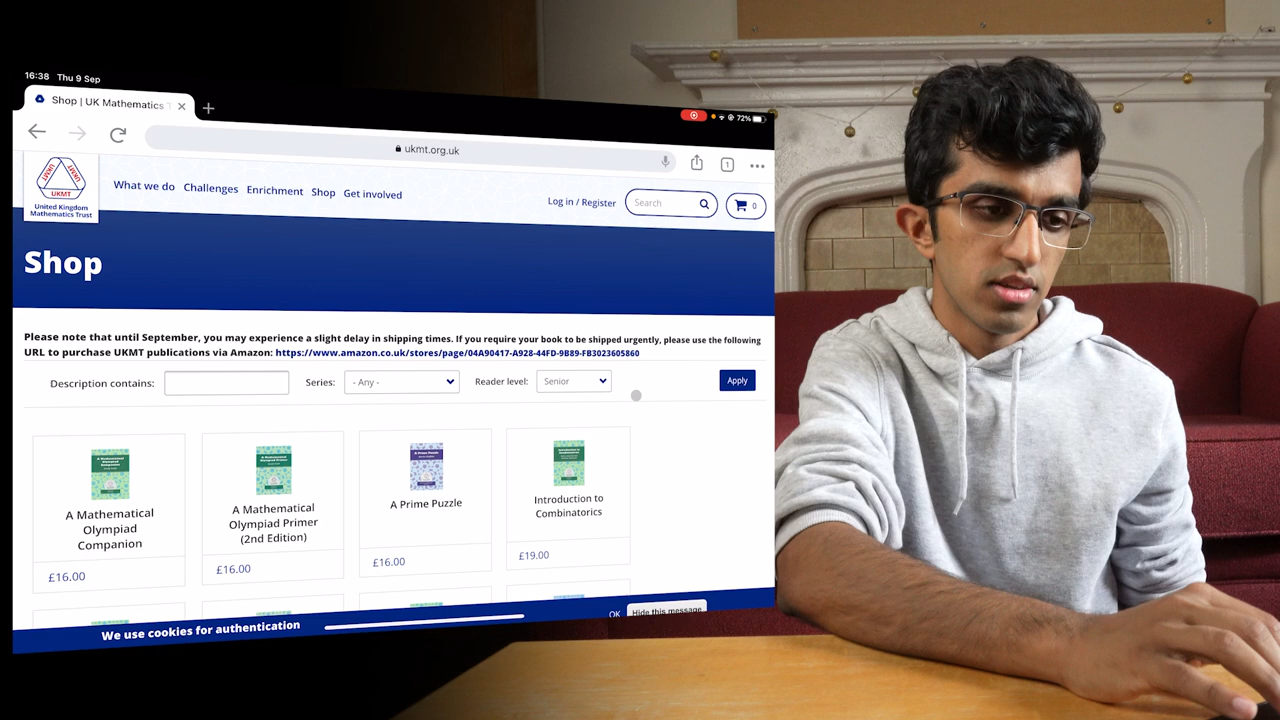 16:38 Thu 9 Sep
72%
Shop | UK Mathematics T
ukmt.org.uk
1
UKMT
UKMT
UKMT
United Kingdom
Mathematics Trust
What we do Challenges Enrichment Shop Get involved
Log in / Register
Search
0
Shop
Please note that until September, you may experience a slight delay in shipping times. If you require your book to be shipped urgently, please use the following
URL to purchase UKMT publications via Amazon: https://www.amazon.co.uk/stores/page/04A90417-A928-44FD-9B89-FB3023605860
Description contains:
Series: - Any -
Reader level: Senior
Apply
A Mathematical
Olympiad
Companion
£16.00
A Mathematical
Olympiad Primer
(2nd Edition)
£16.00
A Prime Puzzle
£16.00
Introduction to
Combinatorics
£19.00
We use cookies for authentication
OK
Hide this message